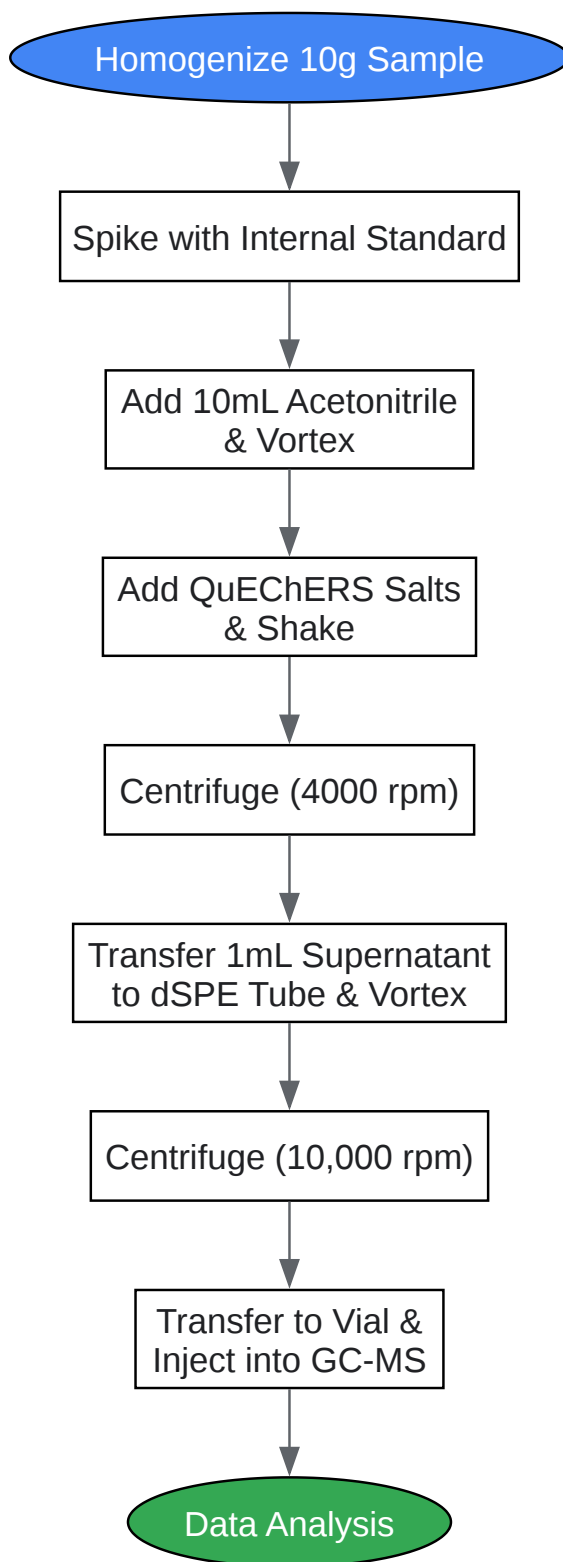 Homogenize 10g Sample
Spike with Internal Standard
Add 10mL Acetonitrile
& Vortex
Add QuEChERS Salts
& Shake
Centrifuge (4000 rpm)
Transfer 1mL Supernatant
to dSPE Tube & Vortex
Centrifuge (10,000 rpm)
Transfer to Vial &
Inject into GC-MS
Data Analysis